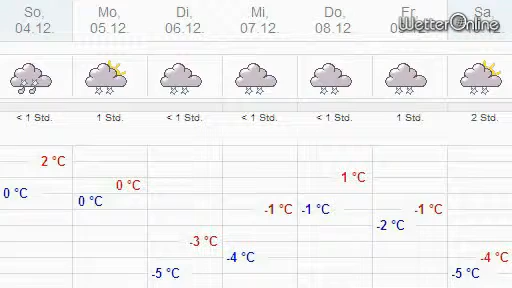 So, Mo, Di, Mi, Do, Fr, Sa,
04.12. 05.12. 06.12. 07.12. 08.12.
WetterOnline
< 1 Std. 1 Std. < 1 Std. < 1 Std. < 1 Std. 1 Std. 2 Std.
2 °C
0 °C
0 °C
0 °C
-5 °C
-3 °C
-4 °C
-1 °C
-1 °C
1 °C
-2 °C
-1 °C
-5 °C
-4 °C